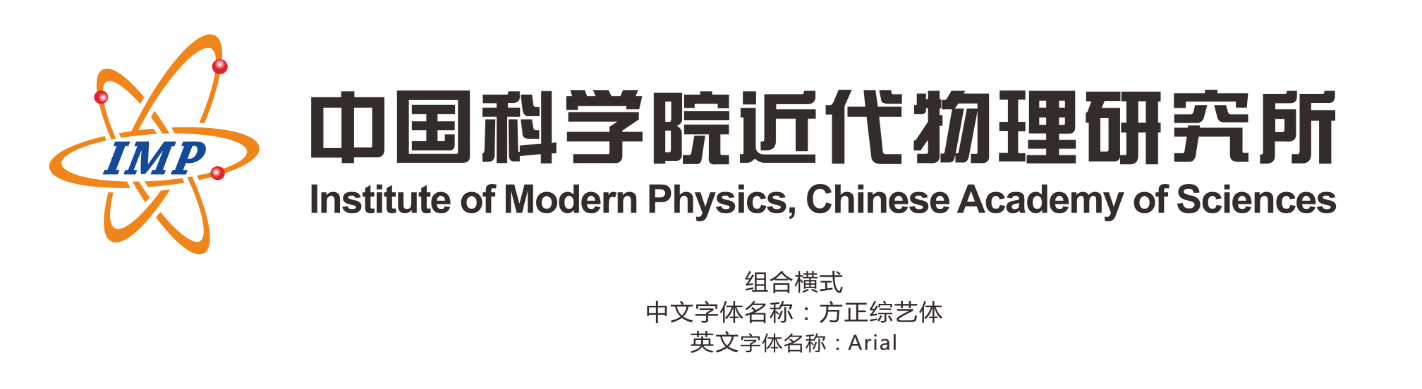 IMP
中国科学院近代物理研究所
Institute of Modern Physics, Chinese Academy of Sciences
组合横式
中文字体名称：方正综艺体
英文字体名称：Arial